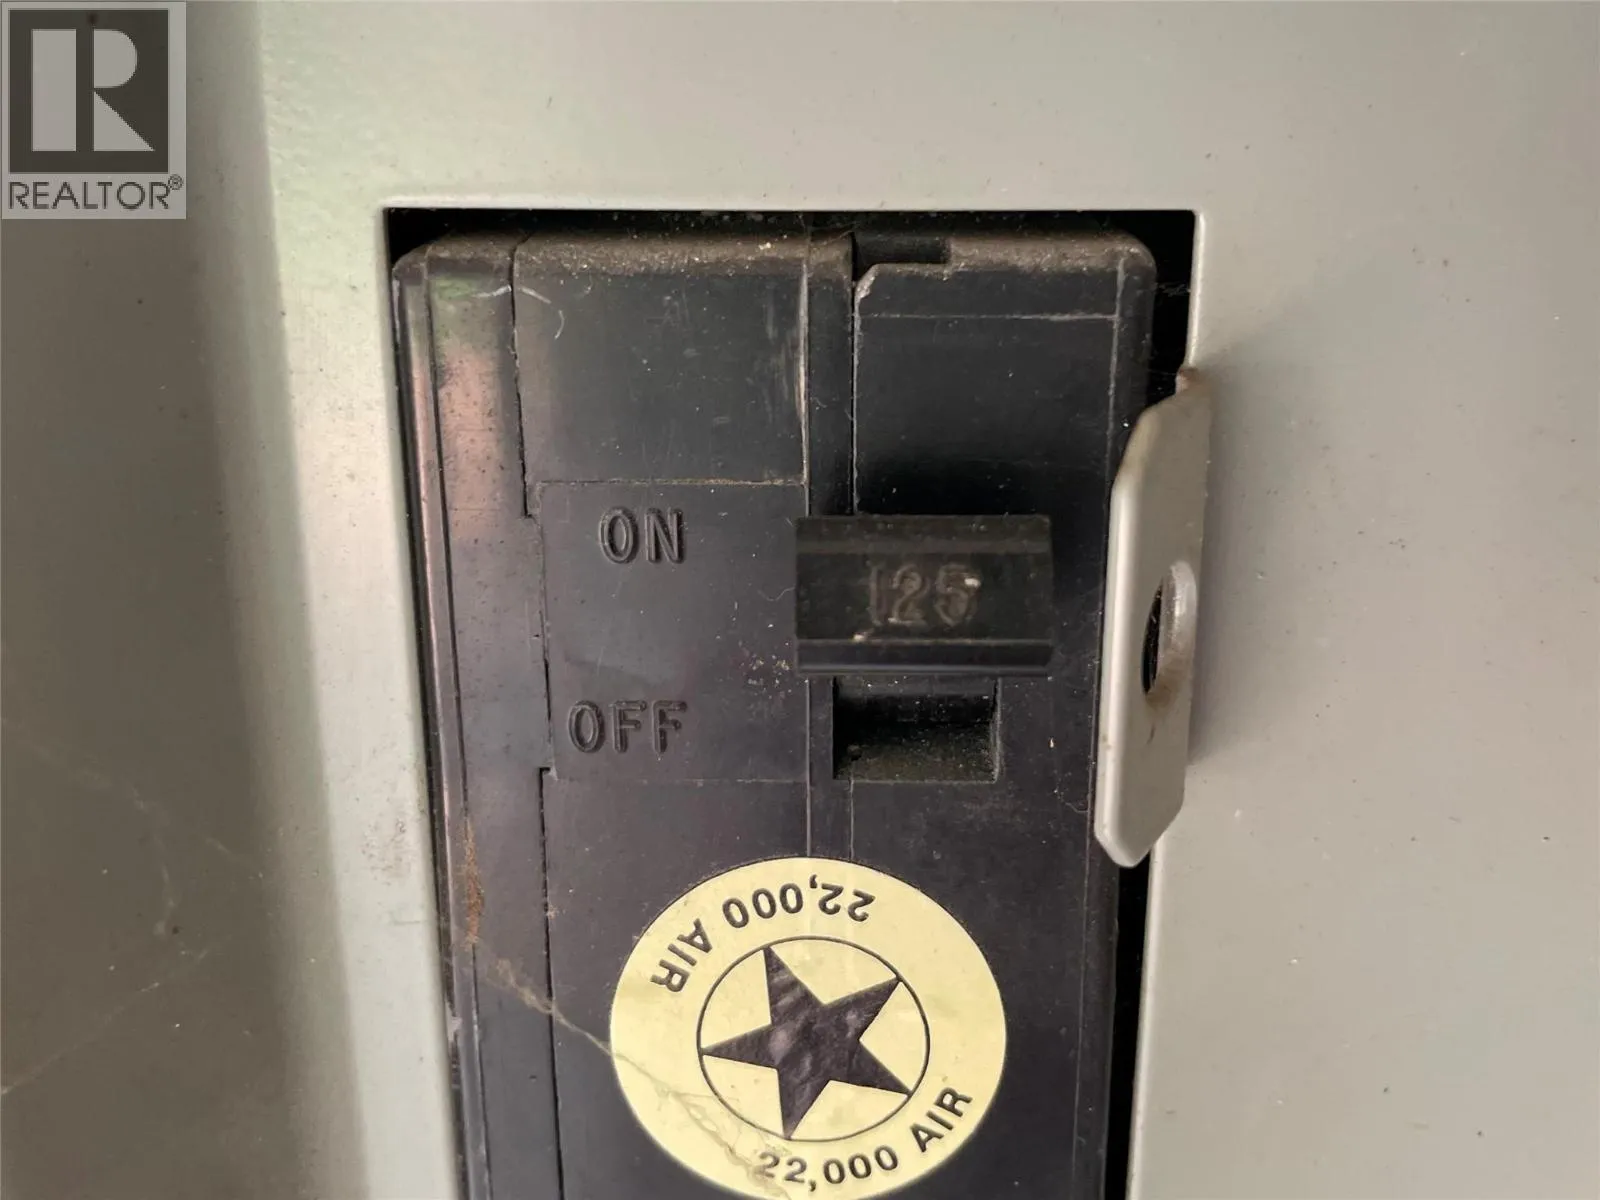 REALTOR®
ON
125
OFF
22,000 AIR
22,000 AIR